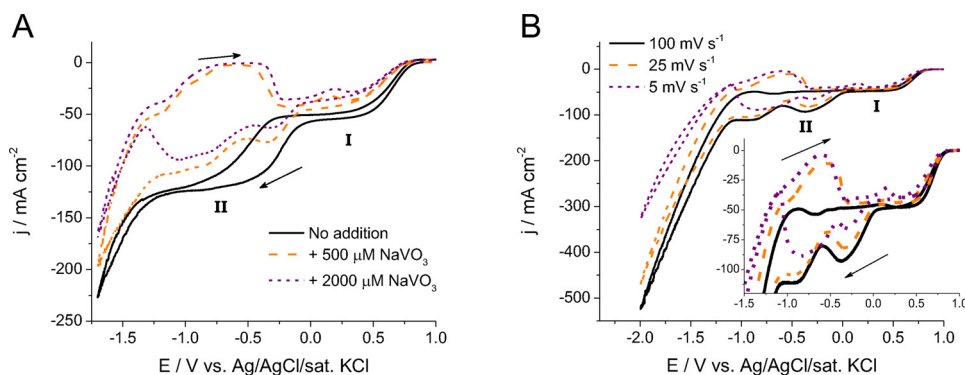 A
0
-50
-100
-150
-200
-250
j / mA cm⁻²
I
II
No addition
+ 500 μM NaVO₃
+ 2000 μM NaVO₃
-1.5 -1.0 -0.5 0.0 0.5 1.0
E / V vs. Ag/AgCl/sat. KCl
B
0
-100
-200
-300
-400
-500
j / mA cm⁻²
100 mV s⁻¹
25 mV s⁻¹
5 mV s⁻¹
I
II
0
-25
-50
-75
-100
-1.5 -1.0 -0.5 0.0 0.5 1.0
-2.0 -1.5 -1.0 -0.5 0.0 0.5 1.0
E / V vs. Ag/AgCl/sat. KCl